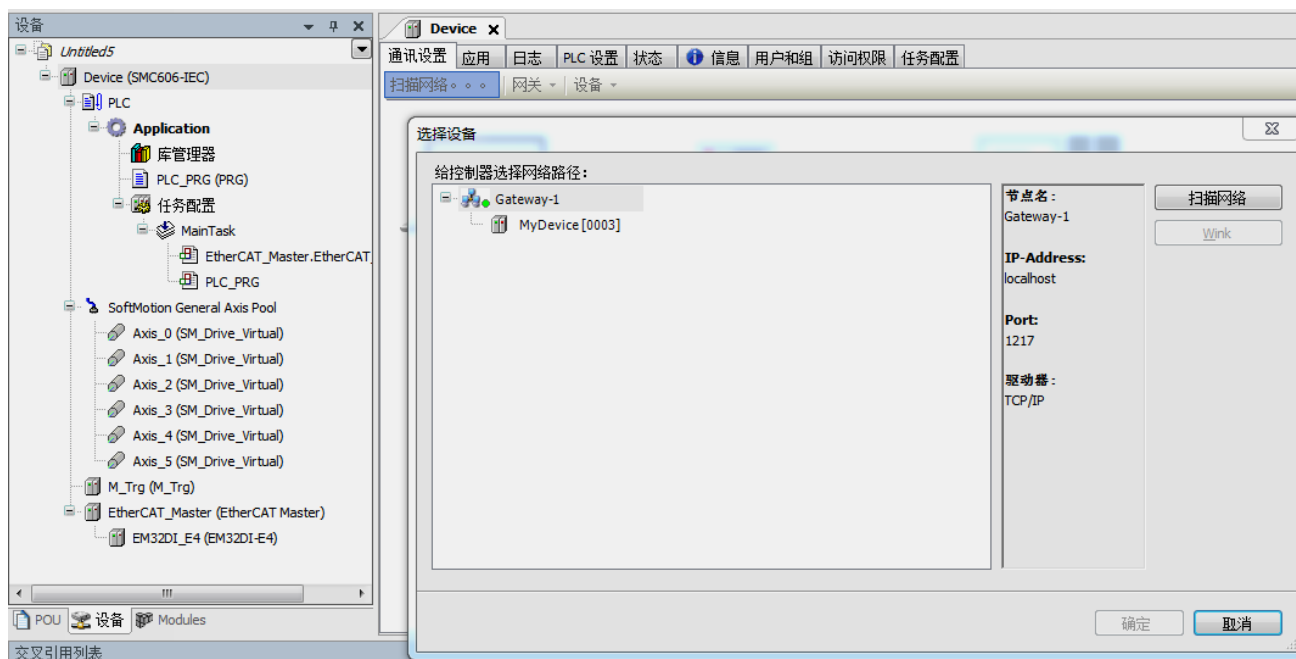 设备
Untitled5
Device (SMC606-IEC)
PLC
Application
库管理器
PLC_PRG (PRG)
任务配置
MainTask
EtherCAT_Master.EtherCAT_
PLC_PRG
SoftMotion General Axis Pool
Axis_0 (SM_Drive_Virtual)
Axis_1 (SM_Drive_Virtual)
Axis_2 (SM_Drive_Virtual)
Axis_3 (SM_Drive_Virtual)
Axis_4 (SM_Drive_Virtual)
Axis_5 (SM_Drive_Virtual)
M_Trg (M_Trg)
EtherCAT_Master (EtherCAT Master)
EM32DI_E4 (EM32DI-E4)
POU 设备 Modules
交叉引用列表
Device
通讯设置 应用 日志 PLC 设置 状态 信息 用户和组 访问权限 任务配置
扫描网络。。。 网关 设备
选择设备
给控制器选择网络路径:
Gateway-1
MyDevice [0003]
节点名:
Gateway-1
IP-Address:
localhost
Port:
1217
驱动器:
TCP/IP
扫描网络
Wink
确定 取消